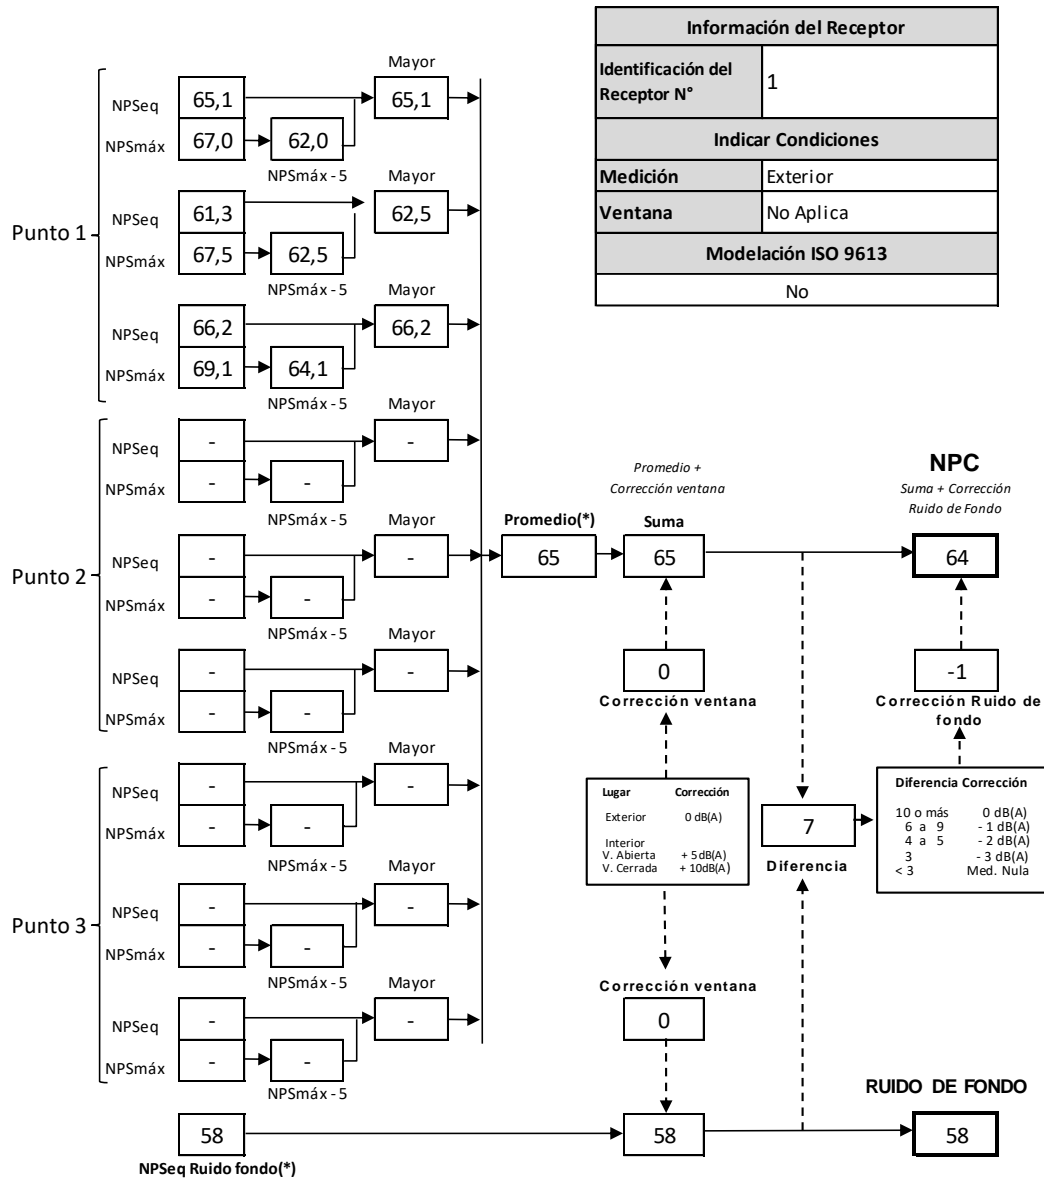 Información del Receptor
Identificación del Receptor N°
1
Indicar Condiciones
Medición
Exterior
Ventana
No Aplica
Modelación ISO 9613
No
Punto 1
Mayor
NPSeq
65,1
65,1
NPSmáx
67,0
62,0
NPSmáx - 5
Mayor
NPSeq
61,3
62,5
NPSmáx
67,5
62,5
NPSmáx - 5
Mayor
NPSeq
66,2
66,2
NPSmáx
69,1
64,1
NPSmáx - 5
Punto 2
Mayor
NPSeq
-
-
NPSmáx
-
-
NPSmáx - 5
Mayor
NPSeq
-
-
NPSmáx
-
-
NPSmáx - 5
Mayor
NPSeq
-
-
NPSmáx
-
-
NPSmáx - 5
Punto 3
Mayor
NPSeq
-
-
NPSmáx
-
-
NPSmáx - 5
Mayor
NPSeq
-
-
NPSmáx
-
-
NPSmáx - 5
Mayor
NPSeq
-
-
NPSmáx
-
-
NPSmáx - 5
58
NPSeq Ruido fondo(*)
Promedio(*)
65
Promedio +
Corrección ventana
Suma
65
0
Corrección ventana
Lugar Corrección
Exterior 0 dB(A)
Interior
V. Abierta + 5 dB(A)
V. Cerrada + 10dB(A)
Corrección ventana
0
58
7
Diferencia
NPC
Suma + Corrección
Ruido de Fondo
64
-1
Corrección Ruido de
fondo
Diferencia Corrección
10 o más 0 dB(A)
6 a 9 - 1 dB(A)
4 a 5 - 2 dB(A)
3 - 3 dB(A)
< 3 Med. Nula
RUIDO DE FONDO
58